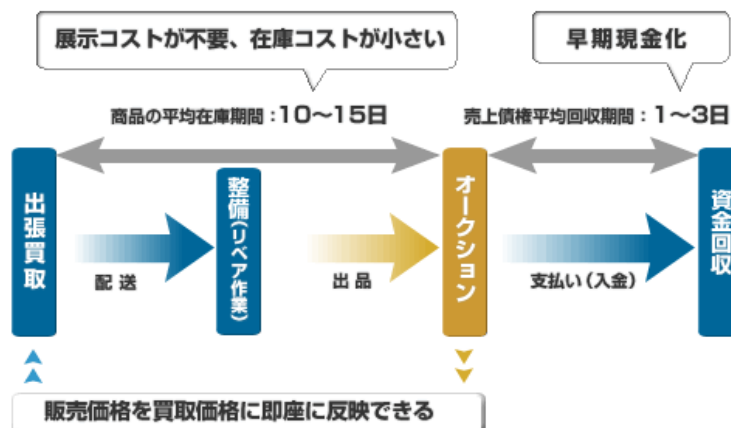 展示コストが不要、在庫コストが小さい
早期現金化
商品の平均在庫期間：10～15日
売上債権平均回収期間：1～3日
出張買取
配送
整備(リペア作業)
出品
オークション
支払い(入金)
資金回収
販売価格を買取価格に即座に反映できる